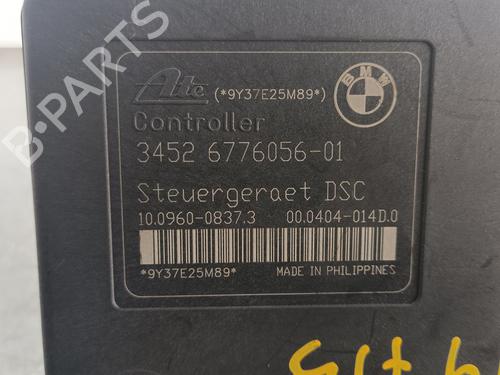 B-PARTS
Ate (*9Y37E25M89*)
BMW
Controller
3452 6776056-01
Steuergeraet DSC
10.0960-0837.3 00.0404-014D.0
*9Y37E25M89*
MADE IN PHILIPPINES